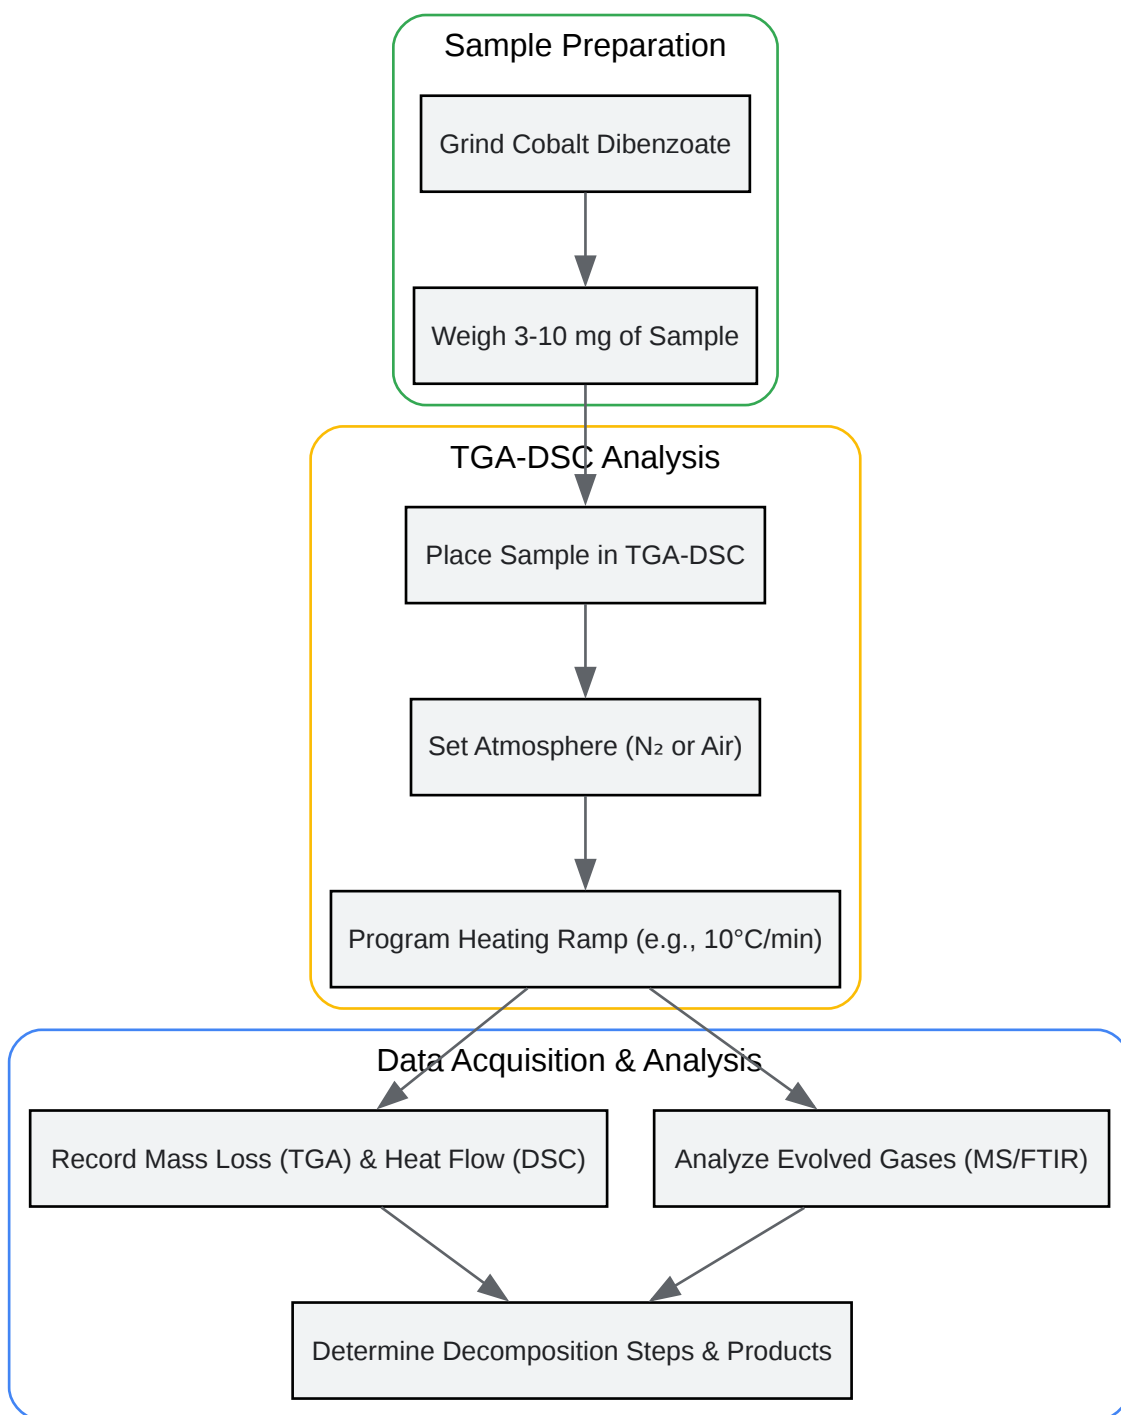 Sample Preparation
Grind Cobalt Dibenzoate
Weigh 3-10 mg of Sample
TGA-DSC Analysis
Place Sample in TGA-DSC
Set Atmosphere (N₂ or Air)
Program Heating Ramp (e.g., 10°C/min)
Data Acquisition & Analysis
Record Mass Loss (TGA) & Heat Flow (DSC)
Analyze Evolved Gases (MS/FTIR)
Determine Decomposition Steps & Products